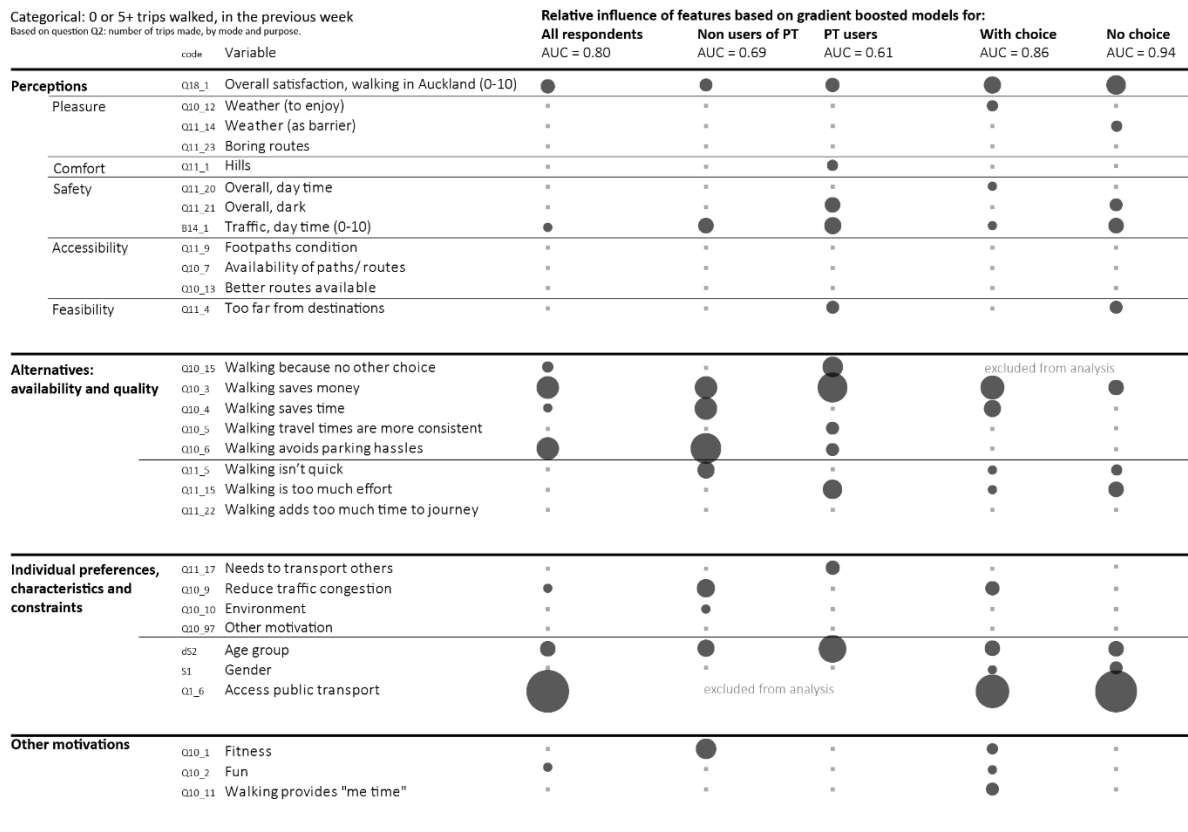 Categorical: 0 or 5+ trips walked, in the previous week
Based on question Q2: number of trips made, by mode and purpose.
Relative influence of features based on gradient boosted models for:
All respondents Non users of PT PT users With choice No choice
code Variable AUC = 0.80 AUC = 0.69 AUC = 0.61 AUC = 0.86 AUC = 0.94
Perceptions Q18_1 Overall satisfaction, walking in Auckland (0-10)
Pleasure Q10_12 Weather (to enjoy)
Q11_14 Weather (as barrier)
Q11_23 Boring routes
Comfort Q11_1 Hills
Safety Q11_20 Overall, day time
Q11_21 Overall, dark
B14_1 Traffic, day time (0-10)
Accessibility Q11_9 Footpaths condition
Q10_7 Availability of paths/routes
Q10_13 Better routes available
Feasibility Q11_4 Too far from destinations
Alternatives: Q10_15 Walking because no other choice excluded from analysis
availability and quality Q10_3 Walking saves money
Q10_4 Walking saves time
Q10_5 Walking travel times are more consistent
Q10_6 Walking avoids parking hassles
Q11_5 Walking isn't quick
Q11_15 Walking is too much effort
Q11_22 Walking adds too much time to journey
Individual preferences, Q11_17 Needs to transport others
characteristics and Q10_9 Reduce traffic congestion
constraints Q10_10 Environment
Q10_97 Other motivation
dS2 Age group
S1 Gender
Q1_6 Access public transport excluded from analysis
Other motivations Q10_1 Fitness
Q10_2 Fun
Q10_11 Walking provides "me time"